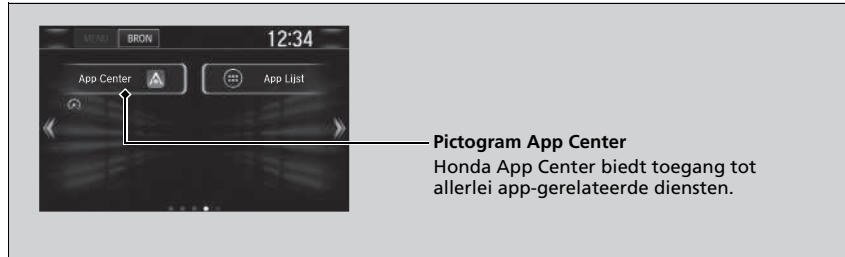 MENU
BRON
12:34
App Center
App Lijst
Pictogram App Center
Honda App Center biedt toegang tot
allerlei app-gerelateerde diensten.